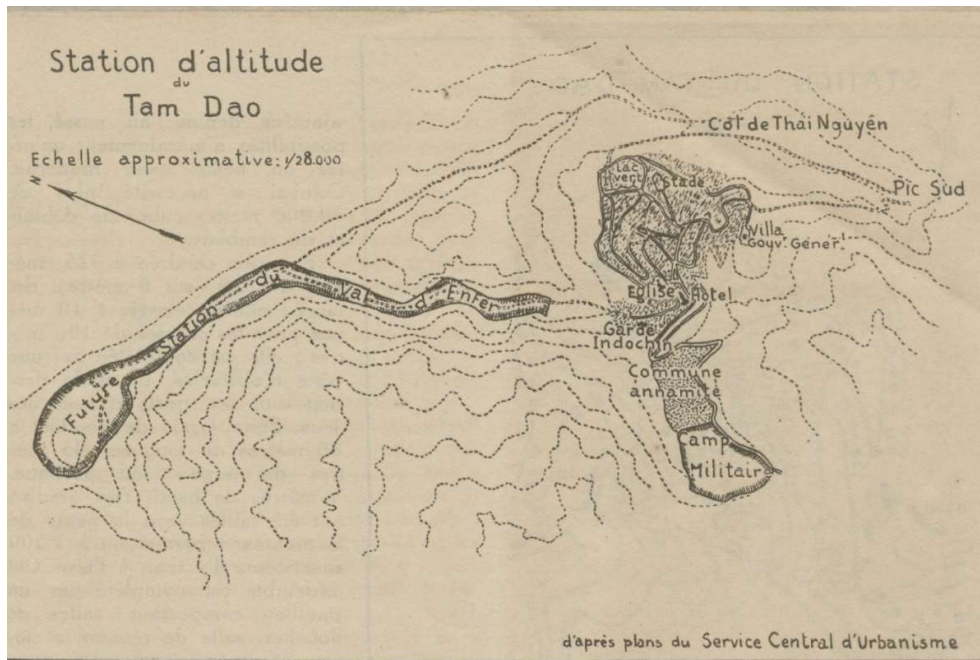 Station d'altitude
du
Tam Dao
Echelle approximative: 1/28.000
N
Col de Thaï Nguyên
Pic Sud
Lac
vert
Stade
Villa
Gouv. Génér!
Eglise
Hotel
Garde
Indochin.
Commune
annamite
Camp
Militaire
Future Station du Val d'Enfer
d'après plans du Service Central d'Urbanisme